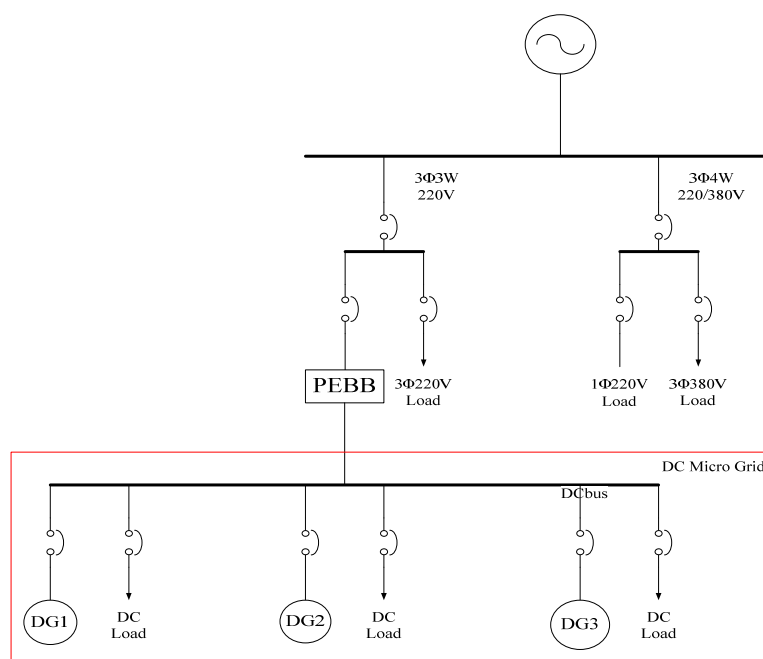 3Φ3W
220V
3Φ4W
220/380V
PEBB
3Φ220V
Load
1Φ220V
Load
3Φ380V
Load
DC Micro Grid
DCbus
DG1
DC
Load
DG2
DC
Load
DG3
DC
Load